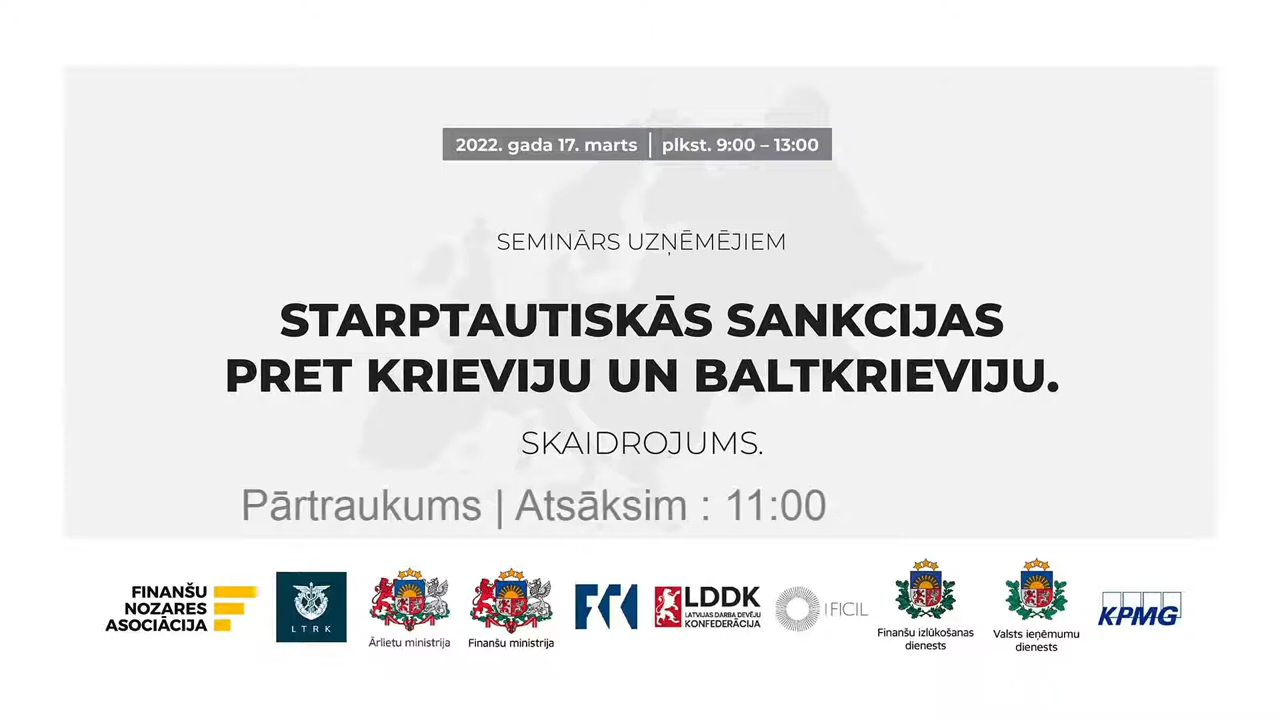 2022. gada 17. marts | plkst. 9:00 – 13:00
SEMINĀRS UZŅĒMĒJIEM
STARPTAUTISKĀS SANKCIJAS
PRET KRIEVIJU UN BALTKRIEVIJU.
SKAIDROJUMS.
Pārtraukums | Atsāksim : 11:00
FINANŠU
NOZARES
ASOCIĀCIJA
LTRK
Ārlietu ministrija
Finanšu ministrija
LDDK
LATVIJAS DARBA DEVĒJU
KONFEDERĀCIJA
FICIL
Finanšu izlūkošanas
dienests
Valsts ieņēmumu
dienests
KPMG